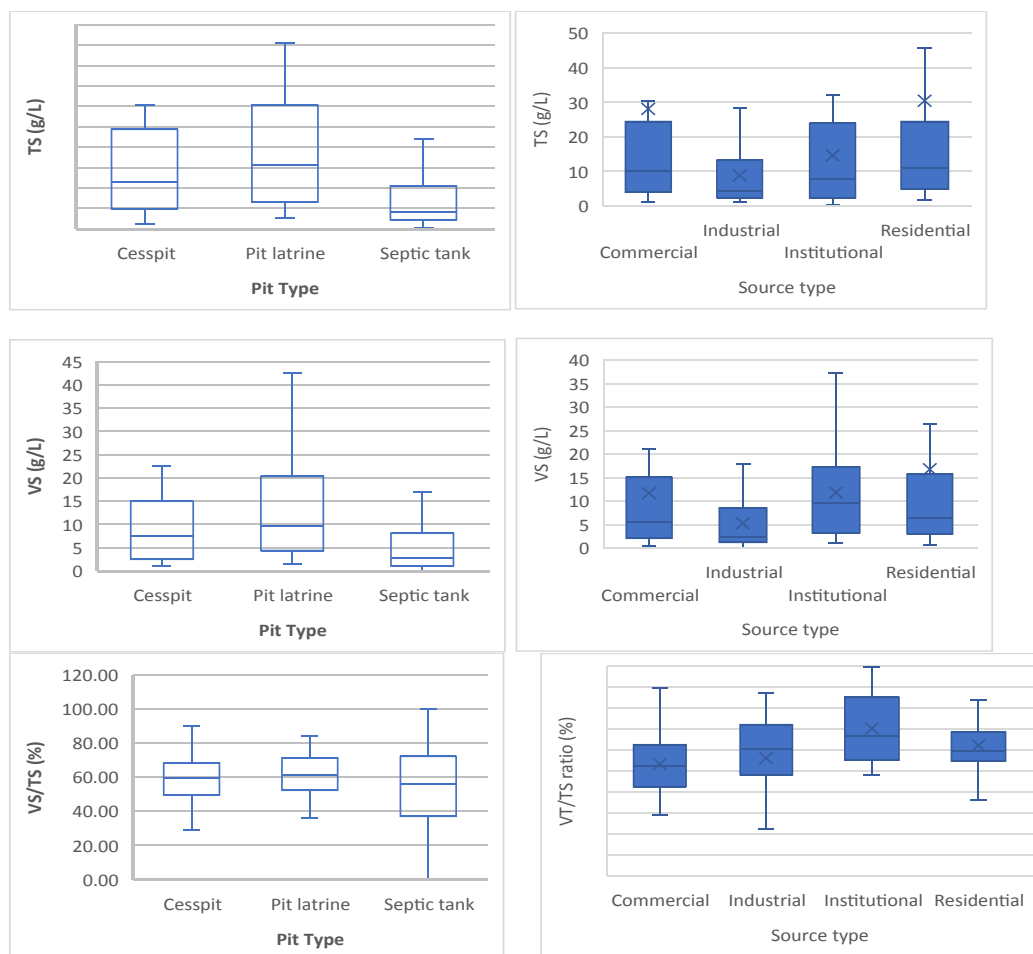 TS (g/L)
Cesspit Pit latrine Septic tank
Pit Type
TS (g/L)
50
40
30
20
10
0
Industrial Residential
Commercial Institutional
Source type
VS (g/L)
45
40
35
30
25
20
15
10
5
0
Cesspit Pit latrine Septic tank
Pit Type
VS (g/L)
40
35
30
25
20
15
10
5
0
Industrial Residential
Commercial Institutional
Source type
VS/TS (%)
120.00
100.00
80.00
60.00
40.00
20.00
0.00
Cesspit Pit latrine Septic tank
Pit Type
VT/TS ratio (%)
Commercial Industrial Institutional Residential
Source type